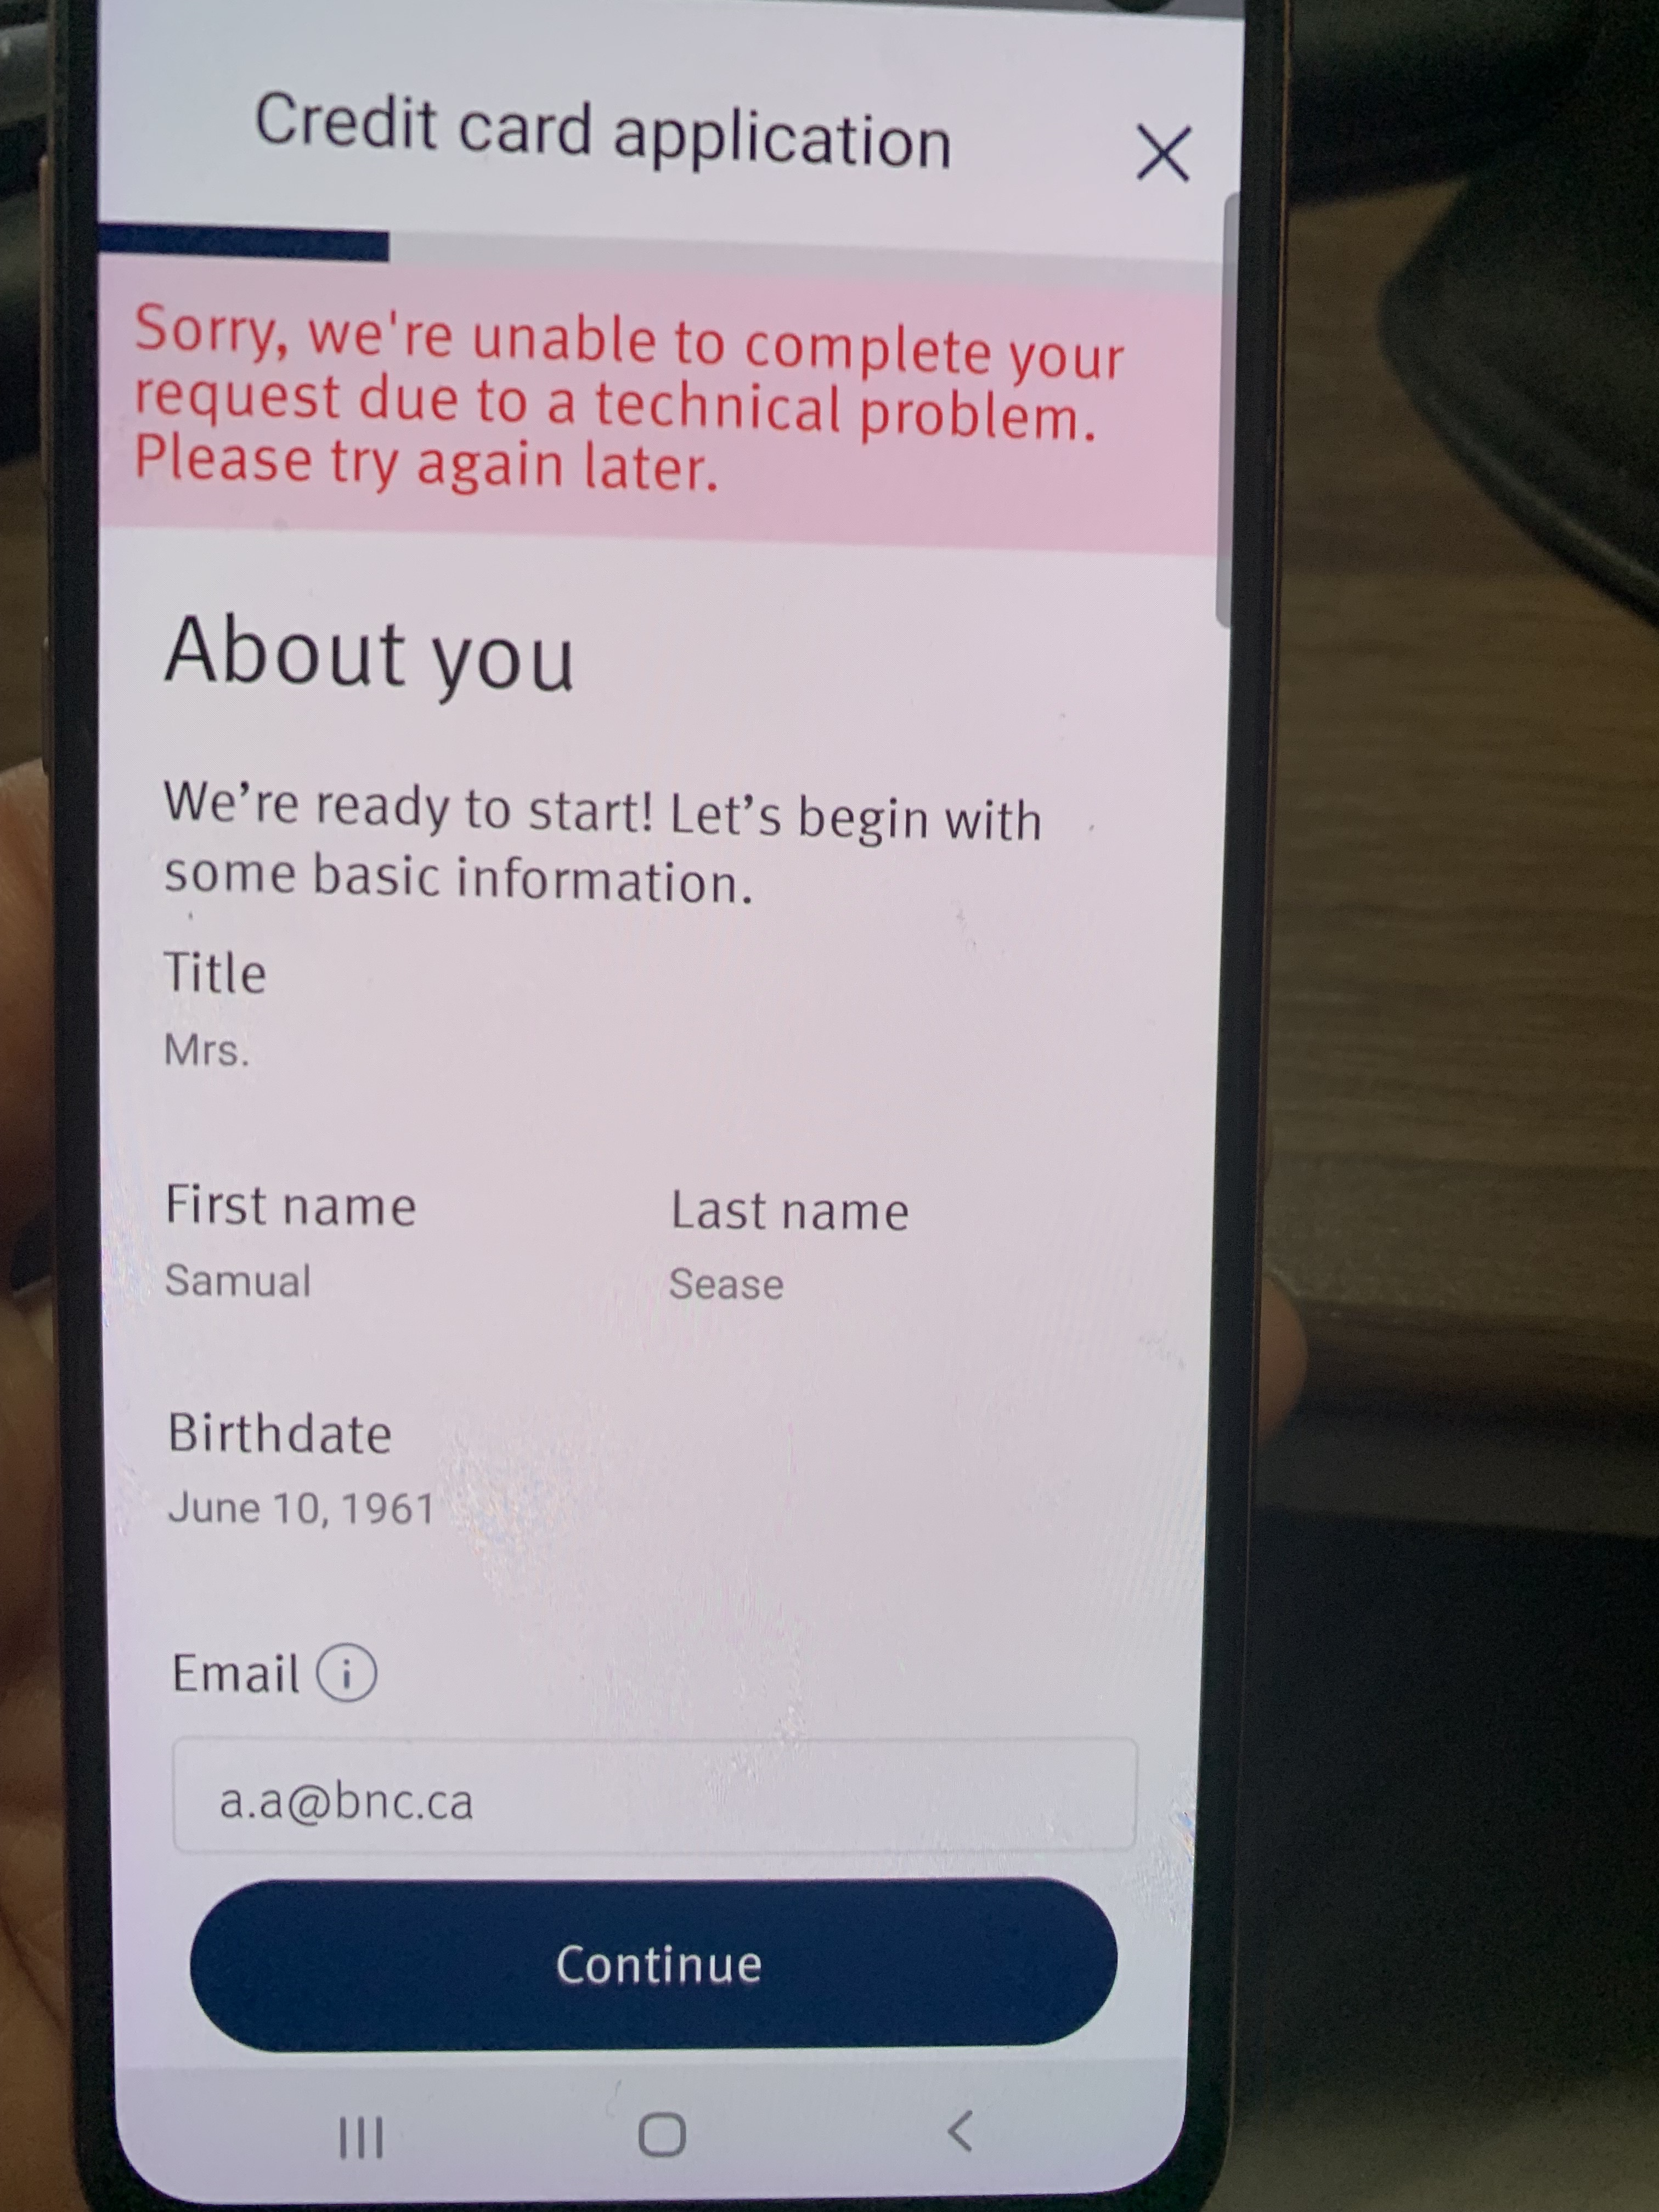 Credit card application
Sorry, we're unable to complete your
request due to a technical problem.
Please try again later.
About you
We’re ready to start! Let’s begin with
some basic information.
Title
Mrs.
First name
Last name
Samual
Sease
Birthdate
June 10, 1961
Email
a.a@bnc.ca
Continue